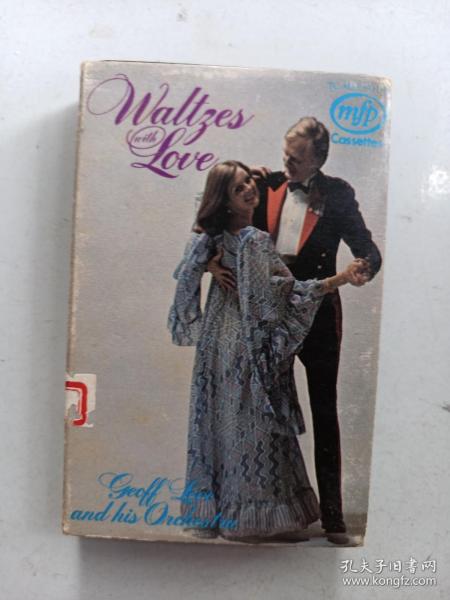 Waltzes
with
Love
mfp
Cassettes
Geoff Love
and his Orchestra
孔夫子旧书网
www.kongfz.com